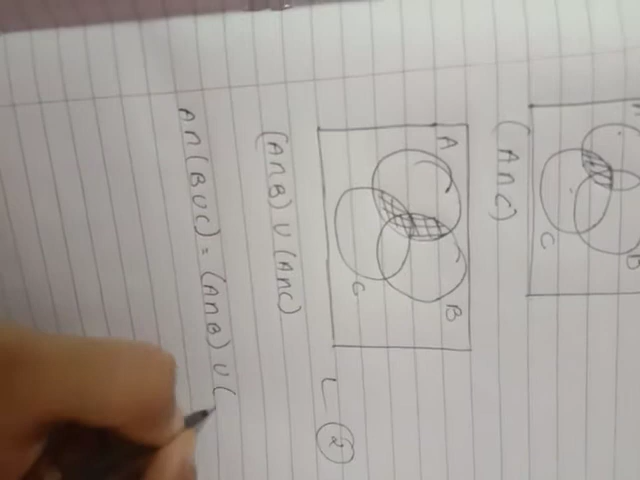 A
B
C
(A∩C)
A
B
C
L ②
(A∩B) ∪ (A∩C)
A∩(B∪C) = (A∩B) ∪ (